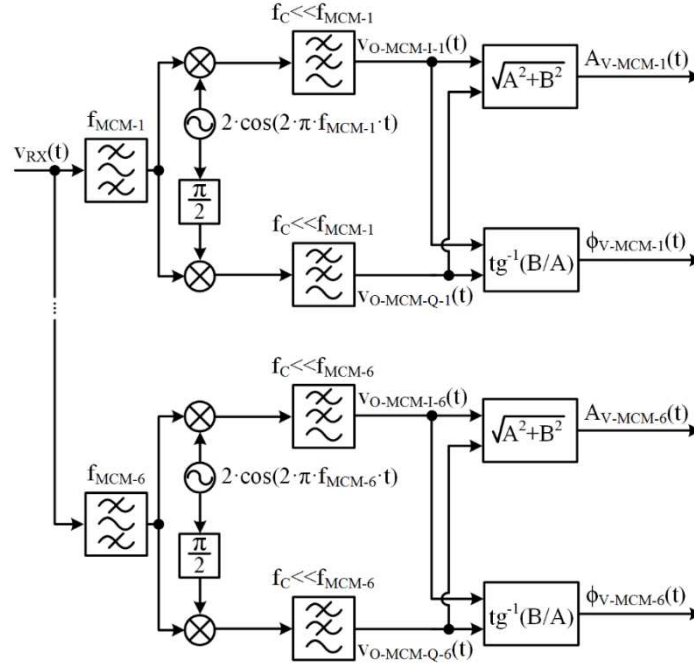 f_C<<f_MCM-1
v_O-MCM-I-1(t)
A_V-MCM-1(t)
√A²+B²
f_MCM-1
2·cos(2·π·f_MCM-1·t)
v_RX(t)
π/2
f_C<<f_MCM-1
ϕ_V-MCM-1(t)
tg⁻¹(B/A)
v_O-MCM-Q-1(t)
...
f_C<<f_MCM-6
v_O-MCM-I-6(t)
A_V-MCM-6(t)
√A²+B²
f_MCM-6
2·cos(2·π·f_MCM-6·t)
π/2
f_C<<f_MCM-6
ϕ_V-MCM-6(t)
tg⁻¹(B/A)
v_O-MCM-Q-6(t)